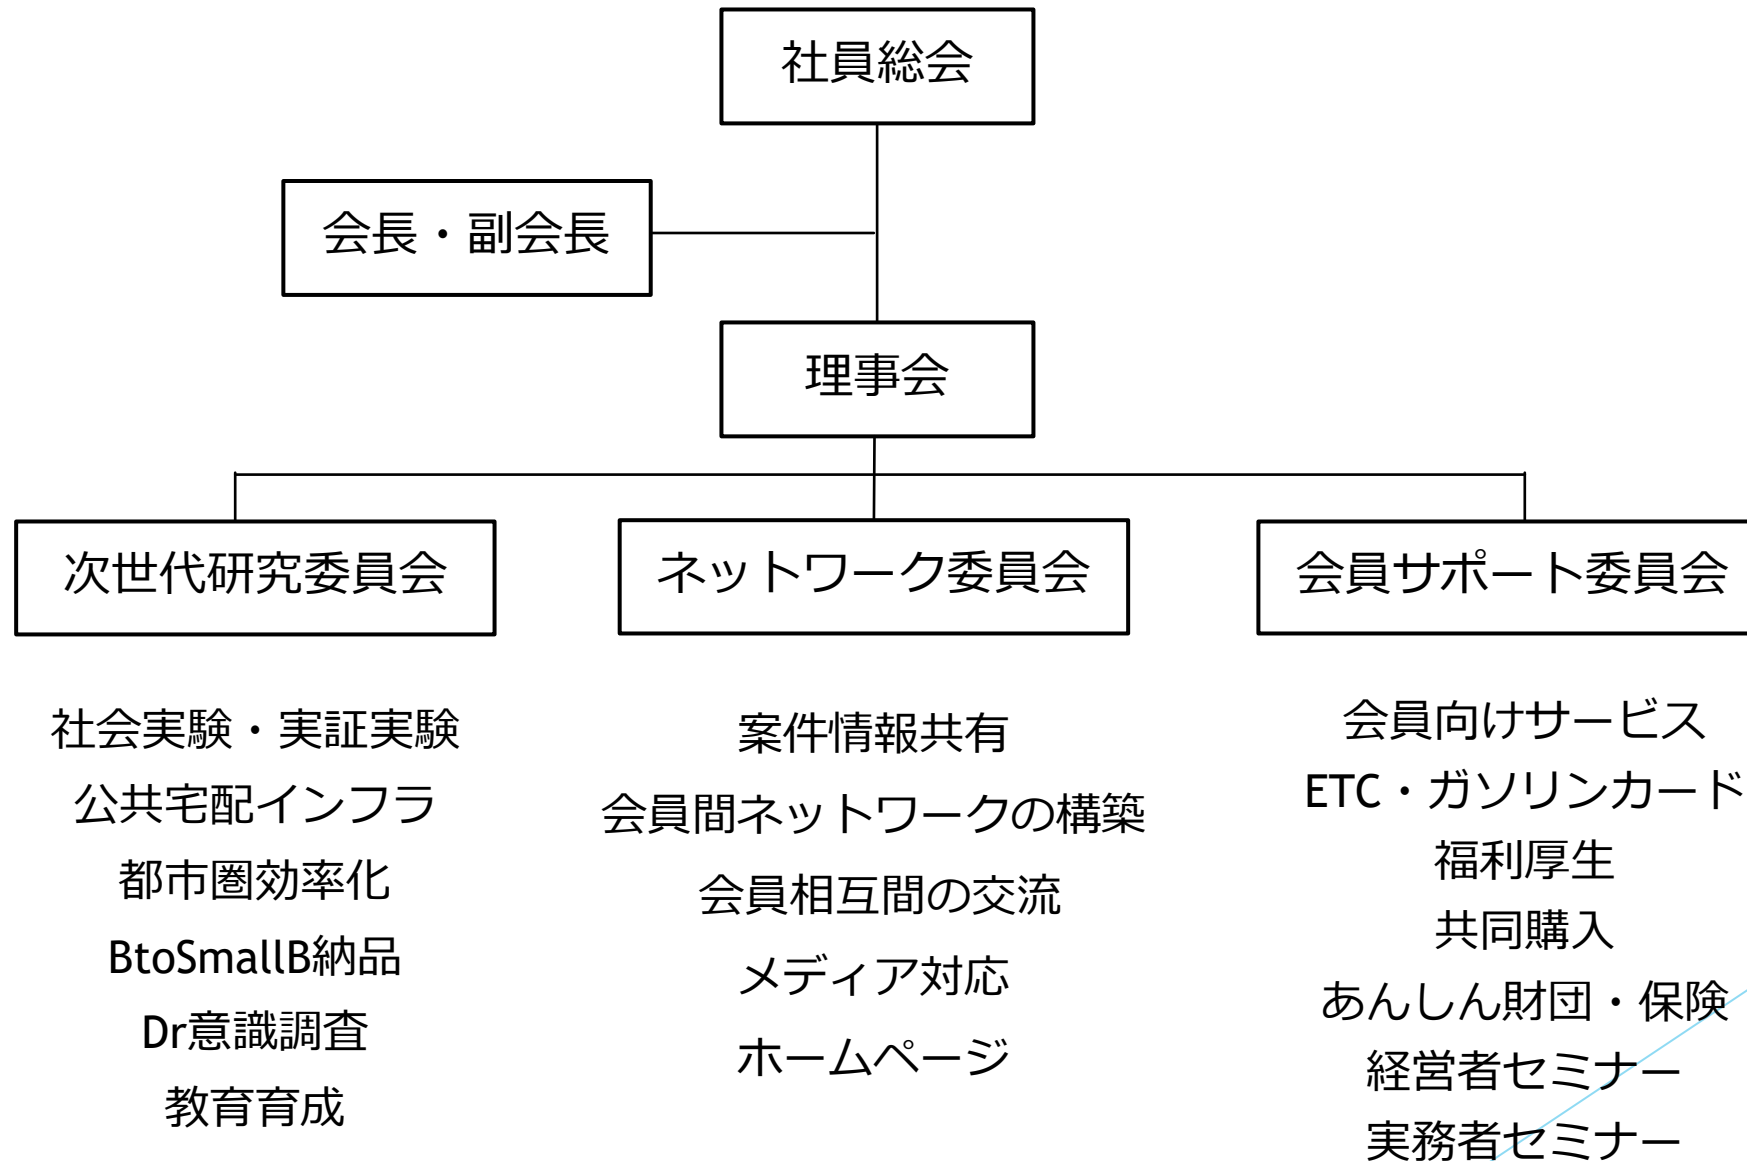 社員総会
会長・副会長
理事会
次世代研究委員会
ネットワーク委員会
会員サポート委員会
社会実験・実証実験
公共宅配インフラ
都市圏効率化
BtoSmallB納品
Dr意識調査
教育育成
案件情報共有
会員間ネットワークの構築
会員相互間の交流
メディア対応
ホームページ
会員向けサービス
ETC・ガソリンカード
福利厚生
共同購入
あんしん財団・保険
経営者セミナー
実務者セミナー